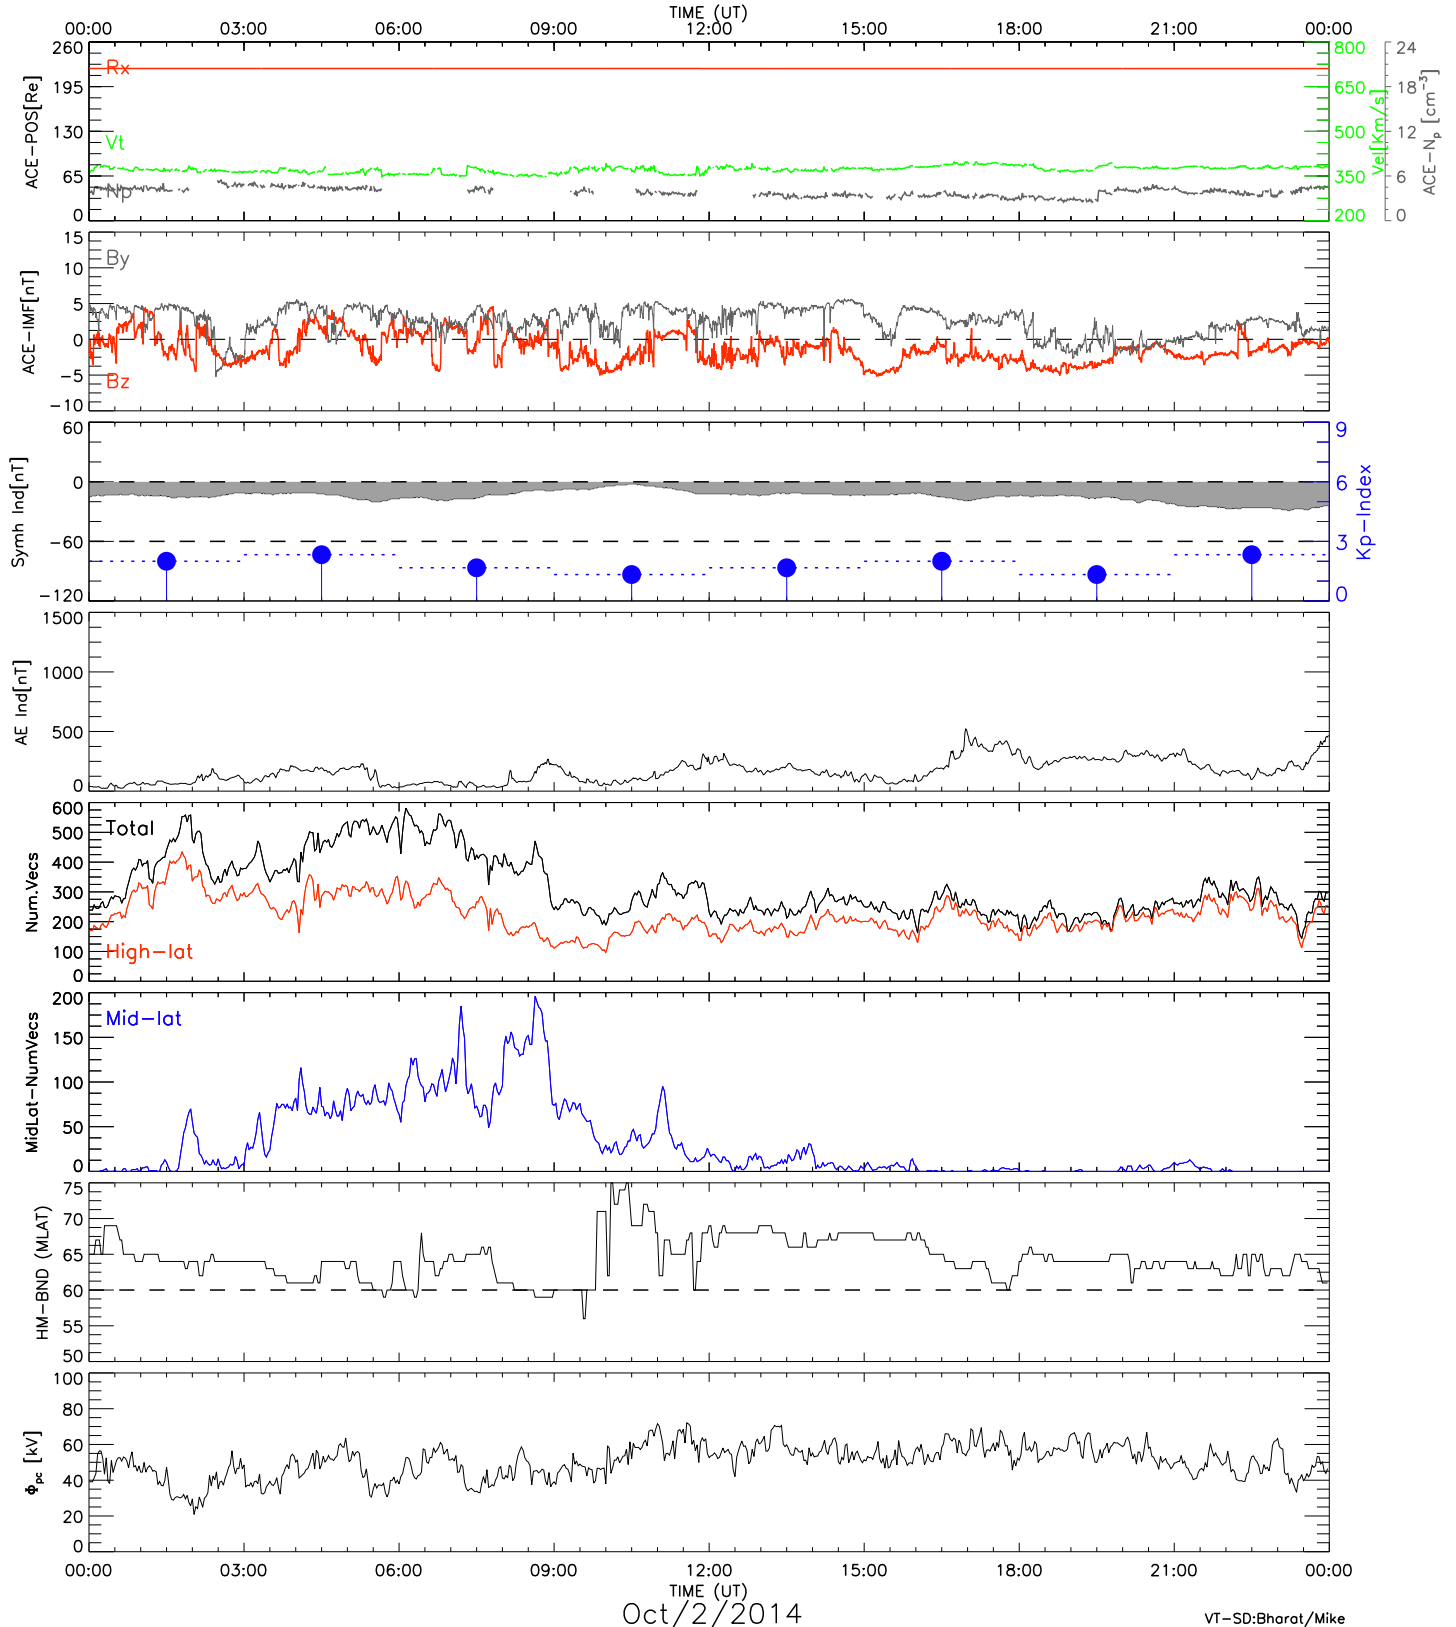 TIME (UT)
00:00 03:00 06:00 09:00 12:00 15:00 18:00 21:00 00:00
260
195
130
65
0
ACE-POS[Re]
Rx
Vt
Np
800
650
500
350
200
Vel[Km/s]
24
18
12
6
0
ACE-Np [cm-3]
15
10
5
0
-5
-10
ACE-IMF[nT]
By
Bz
60
0
-60
-120
Symh Ind[nT]
9
6
3
0
Kp-Index
1500
1000
500
0
AE Ind[nT]
600
500
400
300
200
100
0
Num.Vecs
Total
High-lat
200
150
100
50
0
MidLat-NumVecs
Mid-lat
75
70
65
60
55
50
HM-BND (MLAT)
100
80
60
40
20
0
Φpc [kV]
00:00 03:00 06:00 09:00 12:00 15:00 18:00 21:00 00:00
TIME (UT)
Oct/2/2014
VT-SD:Bharat/Mike